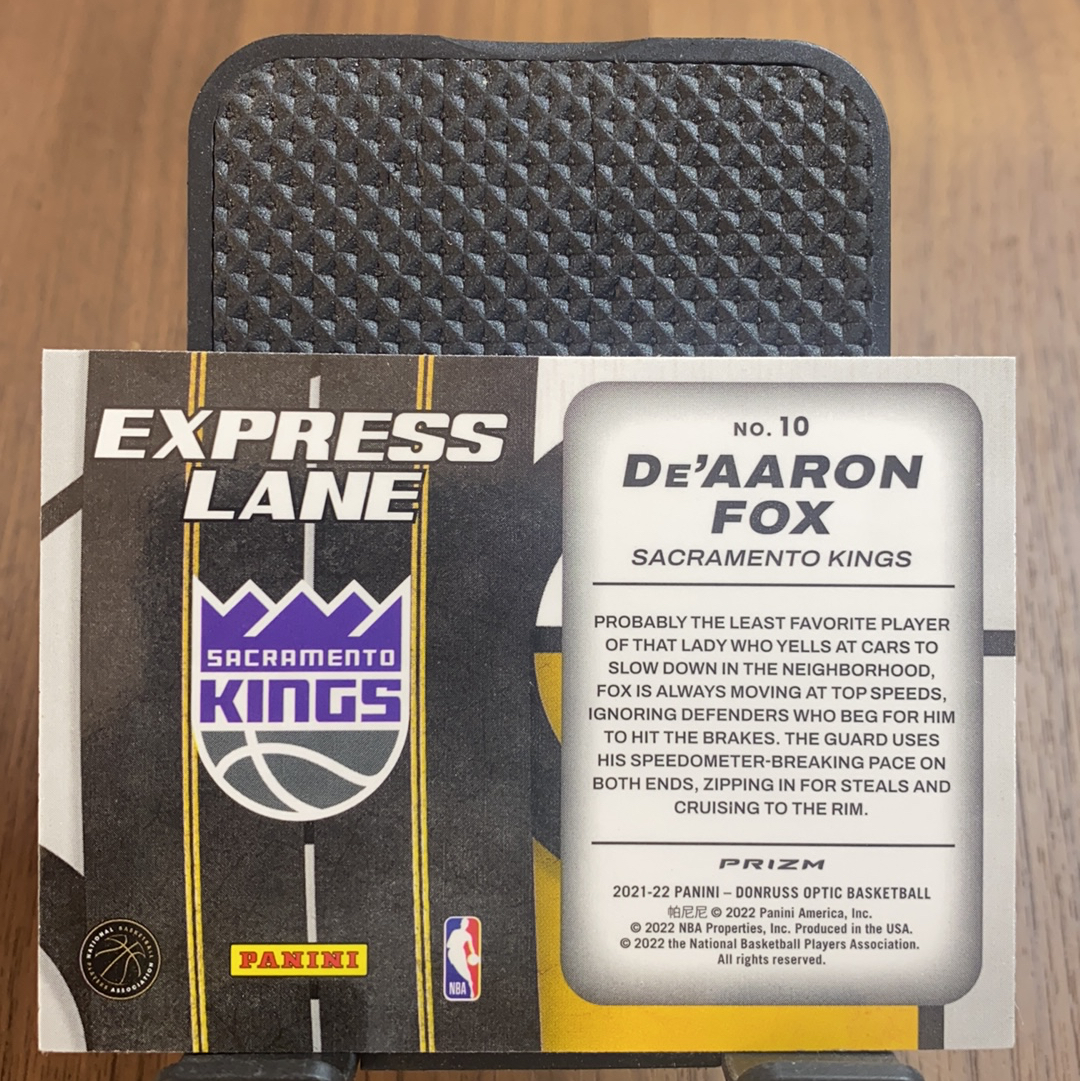 EXPRESS
LANE
SACRAMENTO
KINGS
NATIONAL BASKETBALL
PLAYERS ASSOCIATION
PANINI
NBA
NO. 10
De'AARON
FOX
SACRAMENTO KINGS
PROBABLY THE LEAST FAVORITE PLAYER
OF THAT LADY WHO YELLS AT CARS TO
SLOW DOWN IN THE NEIGHBORHOOD,
FOX IS ALWAYS MOVING AT TOP SPEEDS,
IGNORING DEFENDERS WHO BEG FOR HIM
TO HIT THE BRAKES. THE GUARD USES
HIS SPEEDOMETER-BREAKING PACE ON
BOTH ENDS, ZIPPING IN FOR STEALS AND
CRUISING TO THE RIM.
PRIZM
2021-22 PANINI – DONRUSS OPTIC BASKETBALL
帕尼尼 © 2022 Panini America, Inc.
© 2022 NBA Properties, Inc. Produced in the USA.
© 2022 the National Basketball Players Association.
All rights reserved.